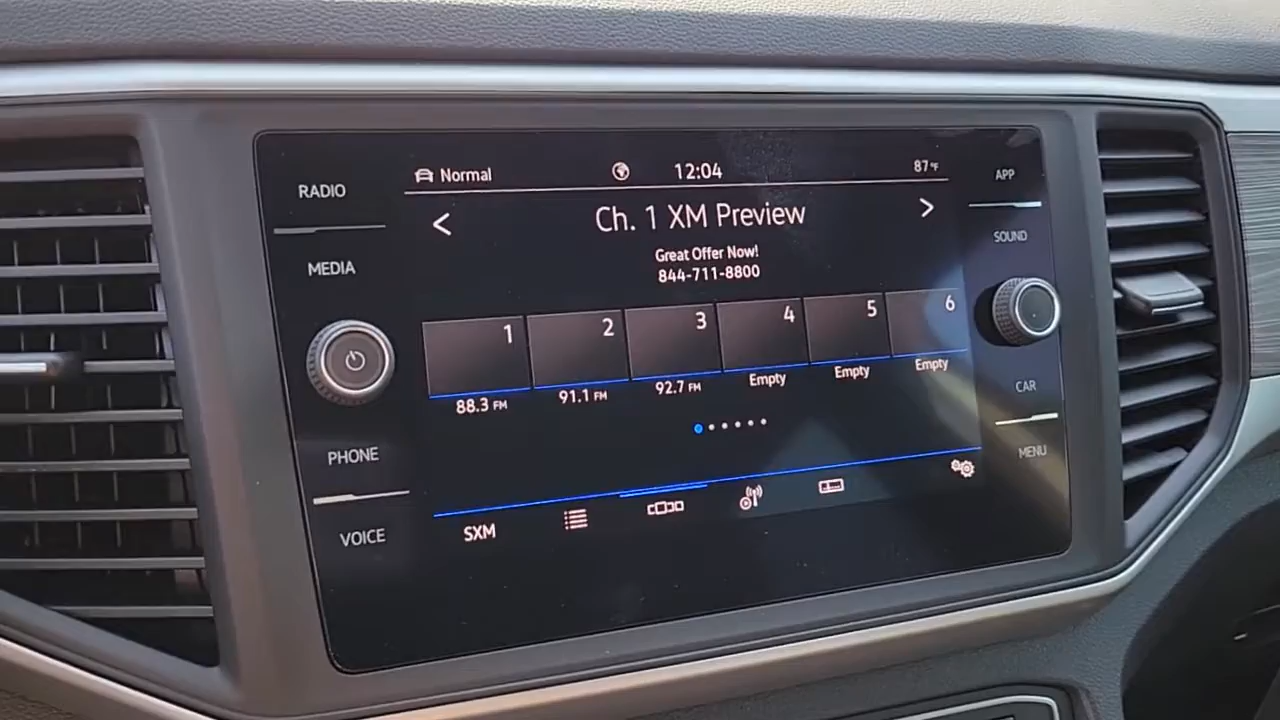 RADIO
MEDIA
PHONE
VOICE
Normal
12:04
87°F
Ch. 1 XM Preview
Great Offer Now!
844-711-8800
1
2
3
4
5
6
88.3 FM
91.1 FM
92.7 FM
Empty
Empty
Empty
SXM
APP
SOUND
CAR
MENU